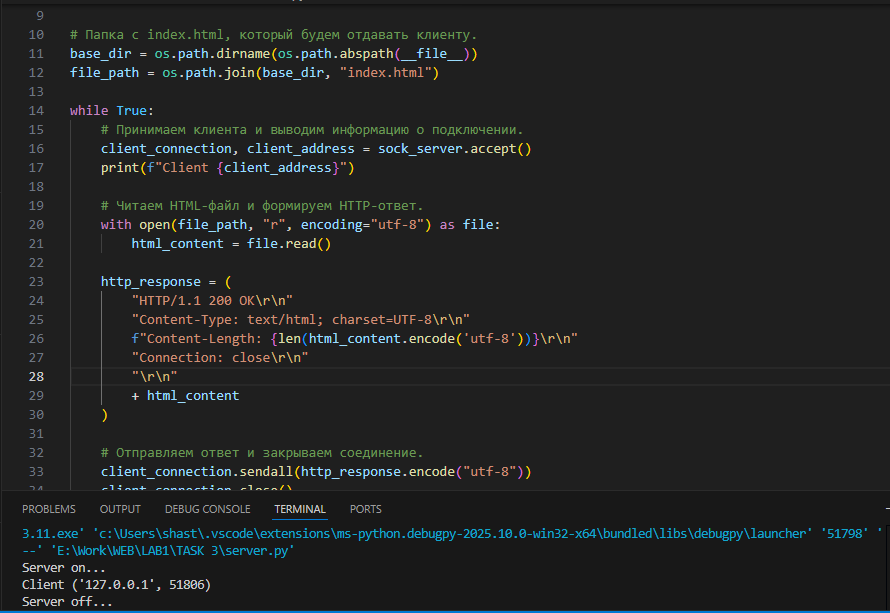 9
10 # Папка с index.html, который будем отдавать клиенту.
11 base_dir = os.path.dirname(os.path.abspath(__file__))
12 file_path = os.path.join(base_dir, "index.html")
13
14 while True:
15 # Принимаем клиента и выводим информацию о подключении.
16 client_connection, client_address = sock_server.accept()
17 print(f"Client {client_address}")
18
19 # Читаем HTML-файл и формируем HTTP-ответ.
20 with open(file_path, "r", encoding="utf-8") as file:
21 html_content = file.read()
22
23 http_response = (
24 "HTTP/1.1 200 OK\r\n"
25 "Content-Type: text/html; charset=UTF-8\r\n"
26 f"Content-Length: {len(html_content.encode('utf-8'))}\r\n"
27 "Connection: close\r\n"
28 "\r\n"
29 + html_content
30 )
31
32 # Отправляем ответ и закрываем соединение.
33 client_connection.sendall(http_response.encode("utf-8"))
34 client_connection.close()
PROBLEMS OUTPUT DEBUG CONSOLE TERMINAL PORTS
3.11.exe' 'c:\Users\shast\.vscode\extensions\ms-python.debugpy-2025.10.0-win32-x64\bundled\libs\debugpy\launcher' '51798' '
--' 'E:\Work\WEB\LAB1\TASK 3\server.py'
Server on...
Client ('127.0.0.1', 51806)
Server off...